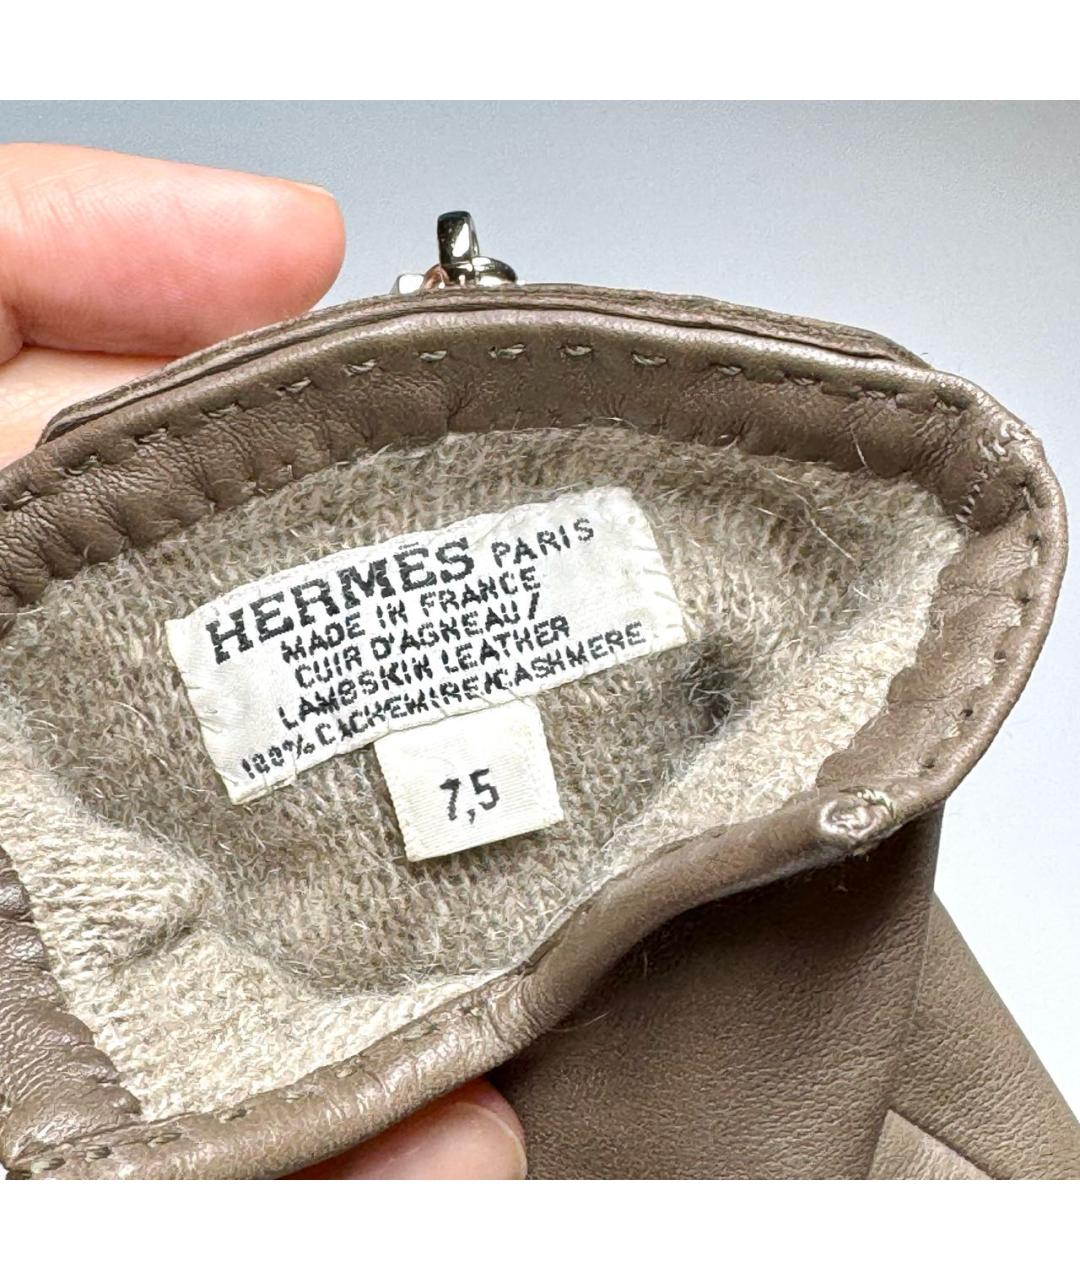 HERMÈS PARIS
MADE IN FRANCE
CUIR D'AGNEAU/
LAMBSKIN LEATHER
100% CACHEMIRE/CASHMERE
7,5